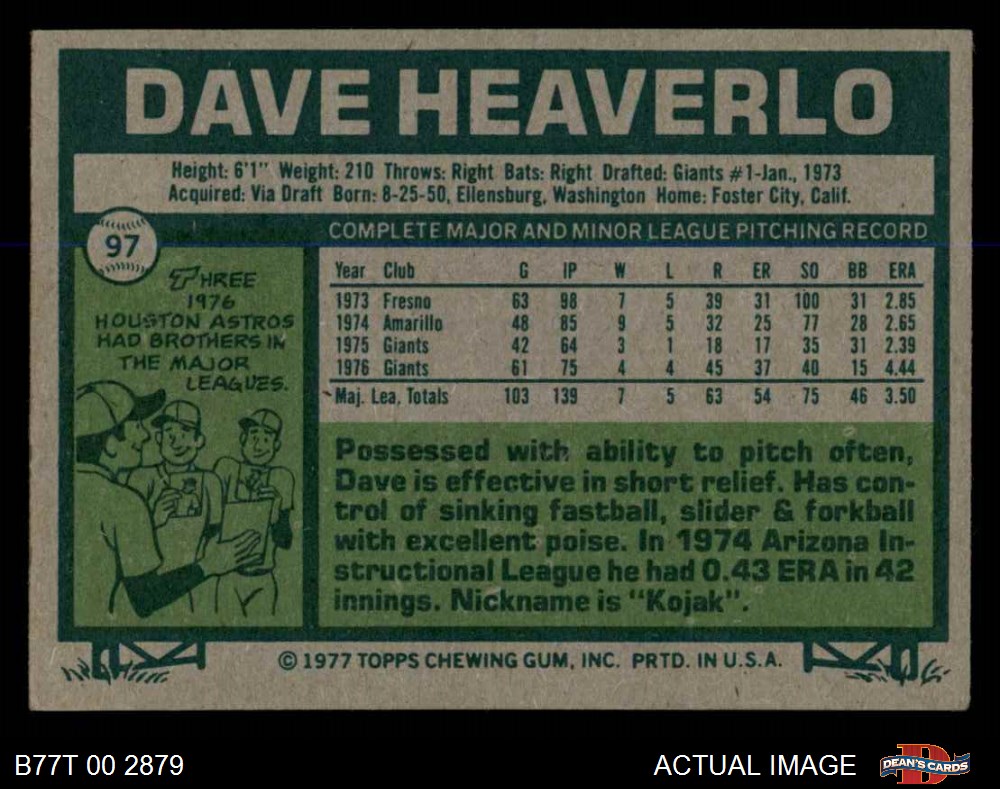 DAVE HEAVERLO
Height: 6'1" Weight: 210 Throws: Right Bats: Right Drafted: Giants #1-Jan., 1973
Acquired: Via Draft Born: 8-25-50, Ellensburg, Washington Home: Foster City, Calif.
97
THREE
1976
HOUSTON ASTROS
HAD BROTHERS IN
THE MAJOR
LEAGUES.
COMPLETE MAJOR AND MINOR LEAGUE PITCHING RECORD
Year Club G IP W L R ER SO BB ERA
1973 Fresno 63 98 7 5 39 31 100 31 2.85
1974 Amarillo 48 85 9 5 32 25 77 28 2.65
1975 Giants 42 64 3 1 18 17 35 31 2.39
1976 Giants 61 75 4 4 45 37 40 15 4.44
Maj. Lea. Totals 103 139 7 5 63 54 75 46 3.50
Possessed with ability to pitch often,
Dave is effective in short relief. Has con-
trol of sinking fastball, slider & forkball
with excellent poise. In 1974 Arizona In-
structional League he had 0.43 ERA in 42
innings. Nickname is "Kojak".
© 1977 TOPPS CHEWING GUM, INC. PRTD. IN U.S.A.
B77T 00 2879
ACTUAL IMAGE
D
DEAN'S CARDS